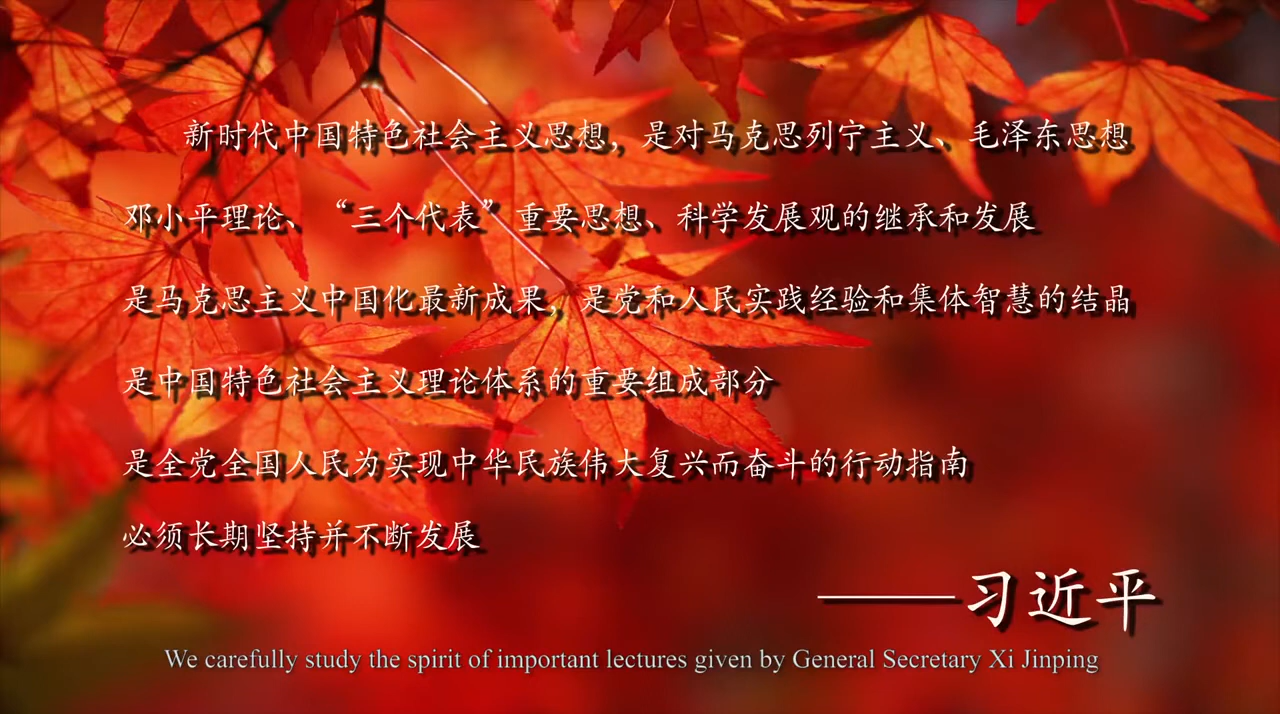 新时代中国特色社会主义思想，是对马克思列宁主义、毛泽东思想
邓小平理论、“三个代表”重要思想、科学发展观的继承和发展
是马克思主义中国化最新成果，是党和人民实践经验和集体智慧的结晶
是中国特色社会主义理论体系的重要组成部分
是全党全国人民为实现中华民族伟大复兴而奋斗的行动指南
必须长期坚持并不断发展
——习近平
We carefully study the spirit of important lectures given by General Secretary Xi Jinping